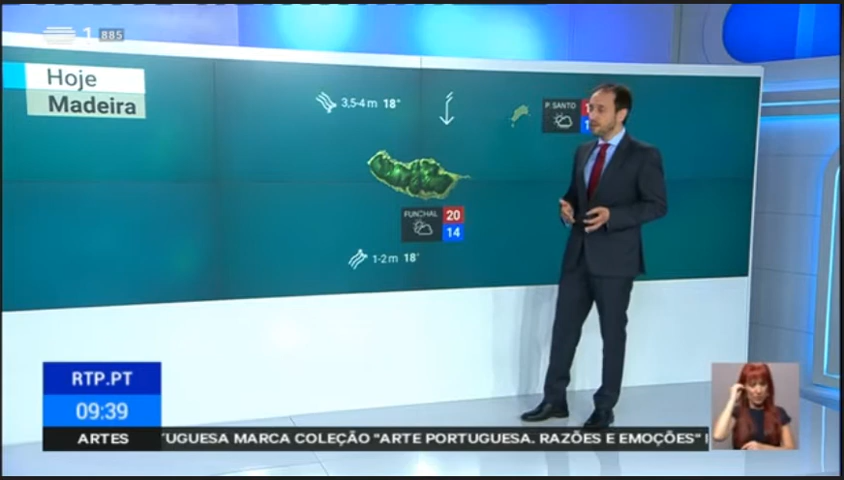 1 885
Hoje
Madeira
3,5-4 m 18°
P. SANTO
FUNCHAL 20
14
1-2 m 18°
RTP.PT
09:39
ARTES
TUGUESA MARCA COLEÇÃO "ARTE PORTUGUESA. RAZÕES E EMOÇÕES"